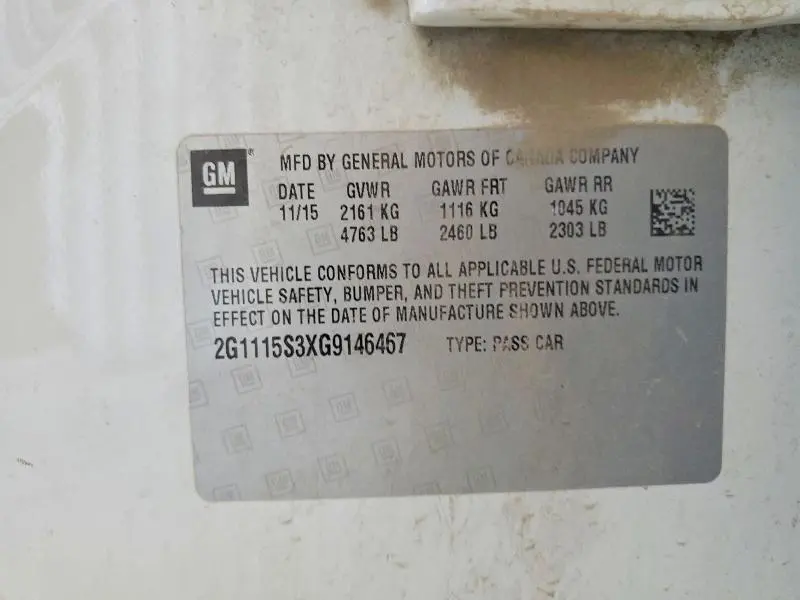 GM MFD BY GENERAL MOTORS OF CANADA COMPANY
DATE GVWR GAWR FRT GAWR RR
11/15 2161 KG 1116 KG 1045 KG
4763 LB 2460 LB 2303 LB
THIS VEHICLE CONFORMS TO ALL APPLICABLE U.S. FEDERAL MOTOR
VEHICLE SAFETY, BUMPER, AND THEFT PREVENTION STANDARDS IN
EFFECT ON THE DATE OF MANUFACTURE SHOWN ABOVE.
2G1115S3XG9146467 TYPE: PASS CAR